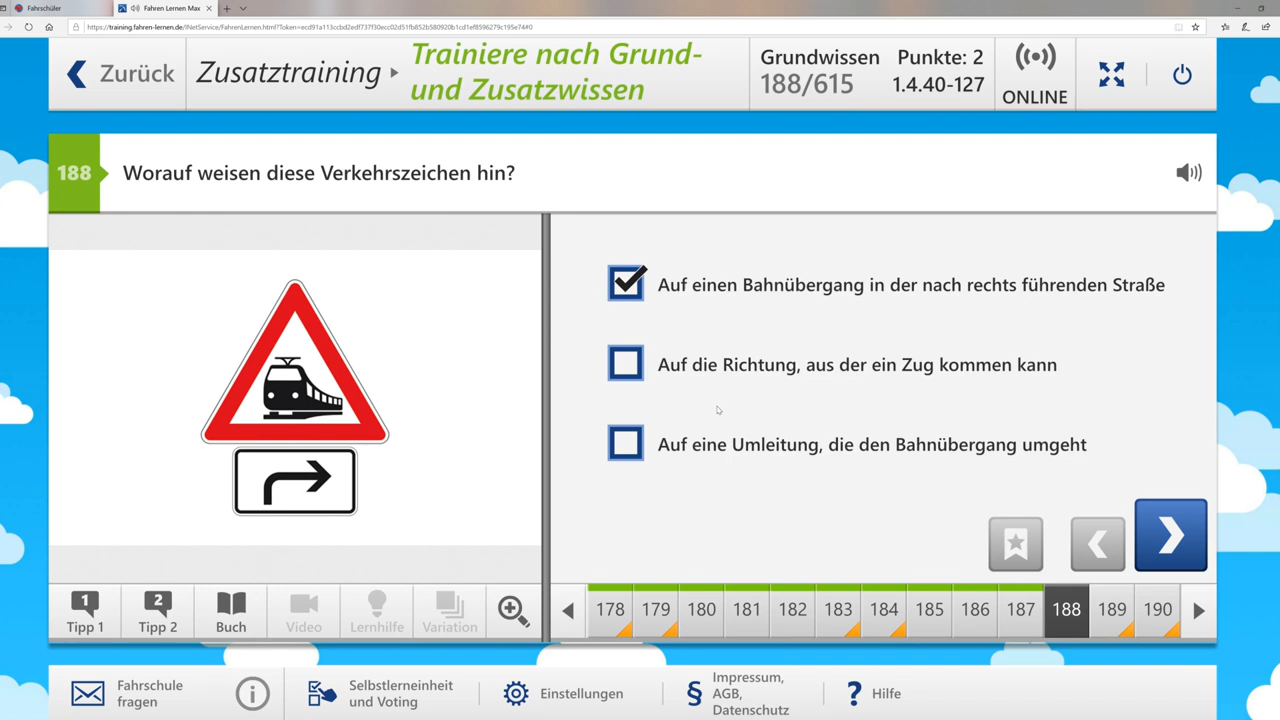 Fahrschüler
Fahren Lernen Max
https://training.fahren-lernen.de/INetService/FahrenLernen.html?Token=ecd91a113ccbd2edf737f30ecc02d51fb852b580920b1cd1ef8596279c195e74#0
Zurück
Zusatztraining
Trainiere nach Grund-
und Zusatzwissen
Grundwissen
188/615
Punkte: 2
1.4.40-127
ONLINE
188
Worauf weisen diese Verkehrszeichen hin?
Auf einen Bahnübergang in der nach rechts führenden Straße
Auf die Richtung, aus der ein Zug kommen kann
Auf eine Umleitung, die den Bahnübergang umgeht
1
Tipp 1
2
Tipp 2
Buch
Video
Lernhilfe
Variation
178 179 180 181 182 183 184 185 186 187 188 189 190
Fahrschule
fragen
Selbstlerneinheit
und Voting
Einstellungen
§
Impressum,
AGB,
Datenschutz
?
Hilfe